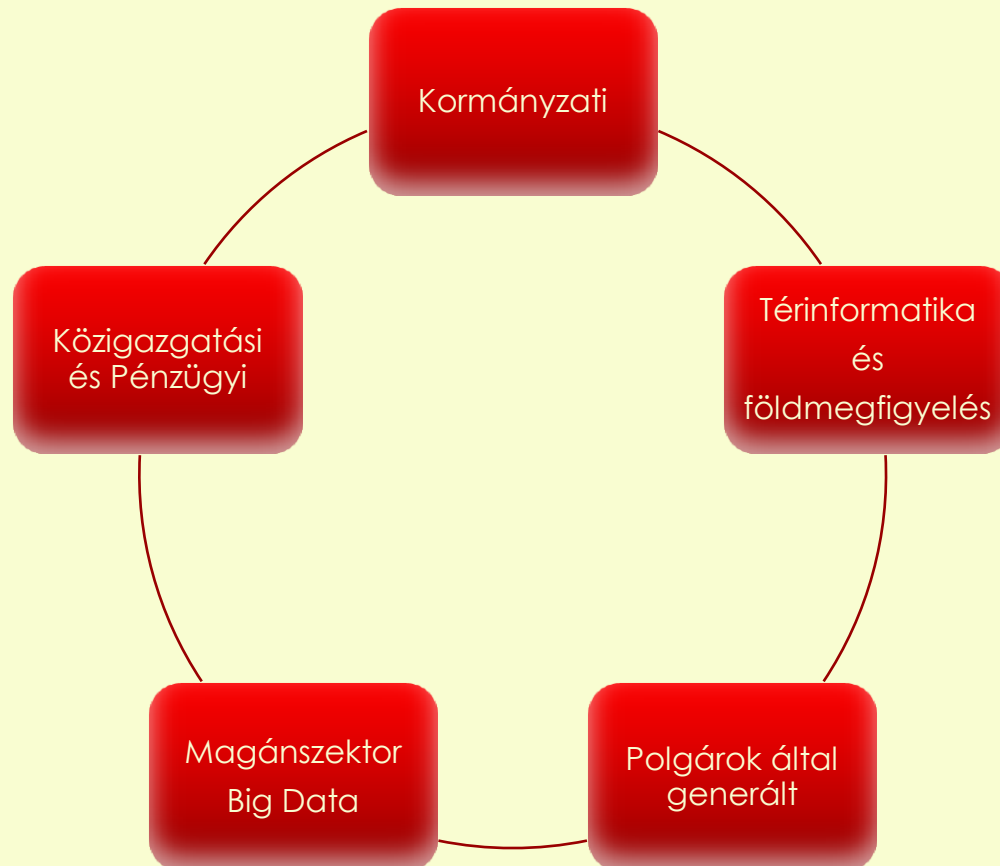 Kormányzati
Térinformatika
és
földmegfigyelés
Polgárok által
generált
Magánszektor
Big Data
Közigazgatási
és Pénzügyi